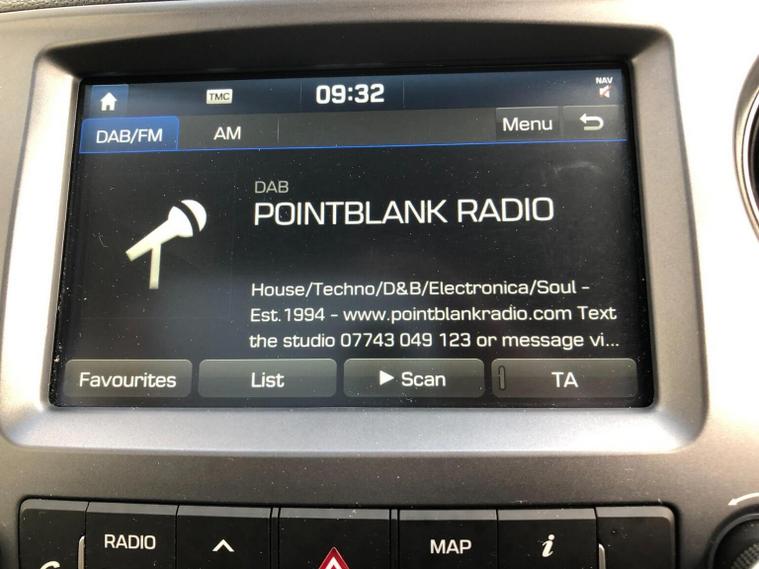 TMC
09:32
NAV
DAB/FM
AM
Menu
DAB
POINTBLANK RADIO
House/Techno/D&B/Electronica/Soul -
Est.1994 - www.pointblankradio.com Text
the studio 07743 049 123 or message vi...
Favourites
List
Scan
TA
RADIO
MAP
i